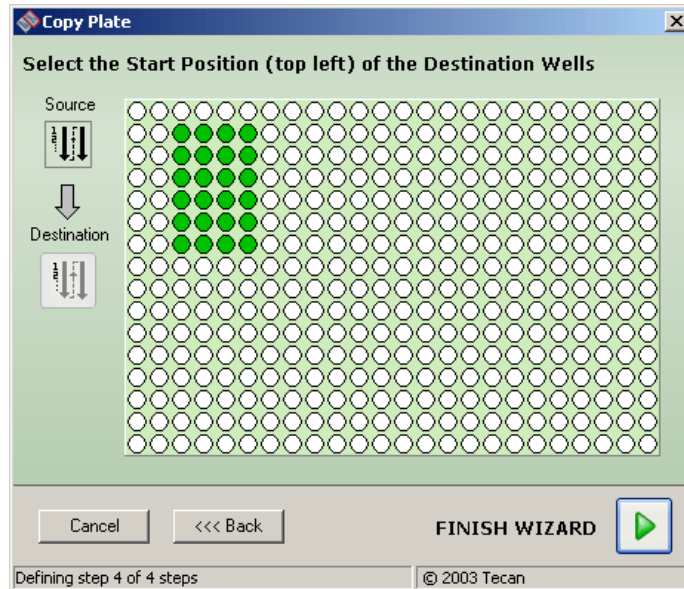 Copy Plate
Select the Start Position (top left) of the Destination Wells
Source
Destination
Cancel
<<< Back
FINISH WIZARD
Defining step 4 of 4 steps
© 2003 Tecan